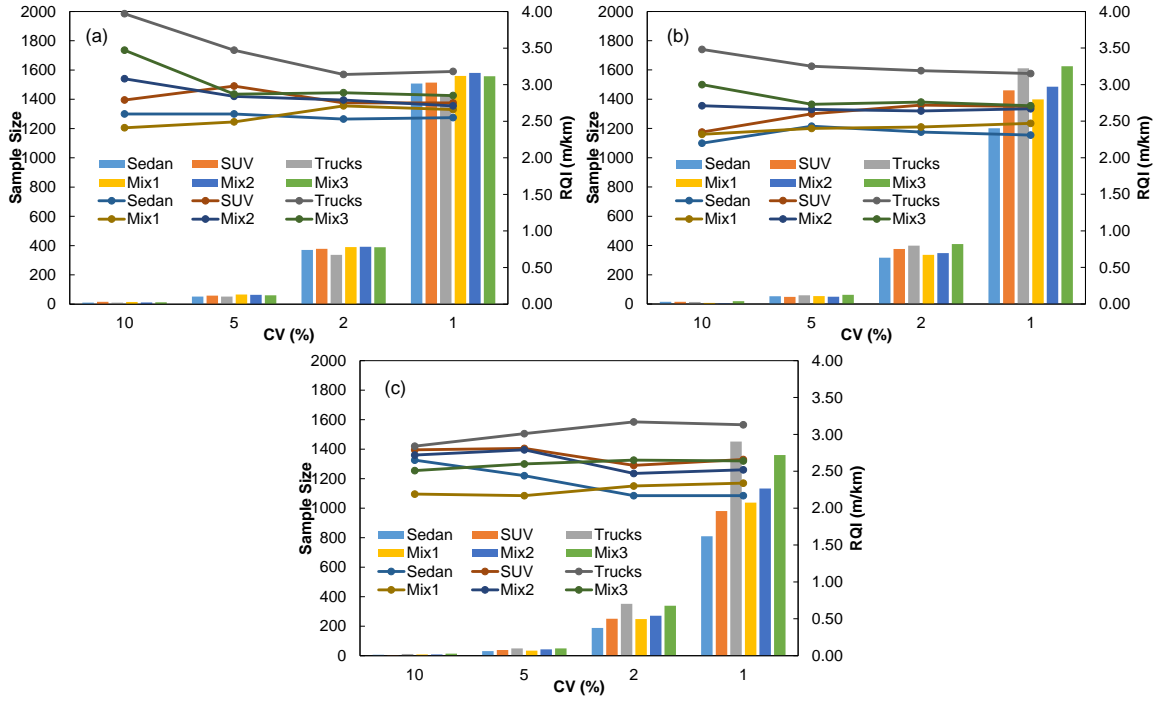 (a)
2000
1800
1600
1400
1200
1000
800
600
400
200
0
Sample Size
4.00
3.50
3.00
2.50
2.00
1.50
1.00
0.50
0.00
RQI (m/km)
Sedan SUV Trucks
Mix1 Mix2 Mix3
Sedan SUV Trucks
Mix1 Mix2 Mix3
10 5 2 1
CV (%)
(b)
2000
1800
1600
1400
1200
1000
800
600
400
200
0
Sample Size
4.00
3.50
3.00
2.50
2.00
1.50
1.00
0.50
0.00
RQI (m/km)
Sedan SUV Trucks
Mix1 Mix2 Mix3
Sedan SUV Trucks
Mix1 Mix2 Mix3
10 5 2 1
CV (%)
(c)
2000
1800
1600
1400
1200
1000
800
600
400
200
0
Sample Size
4.00
3.50
3.00
2.50
2.00
1.50
1.00
0.50
0.00
RQI (m/km)
Sedan SUV Trucks
Mix1 Mix2 Mix3
Sedan SUV Trucks
Mix1 Mix2 Mix3
10 5 2 1
CV (%)